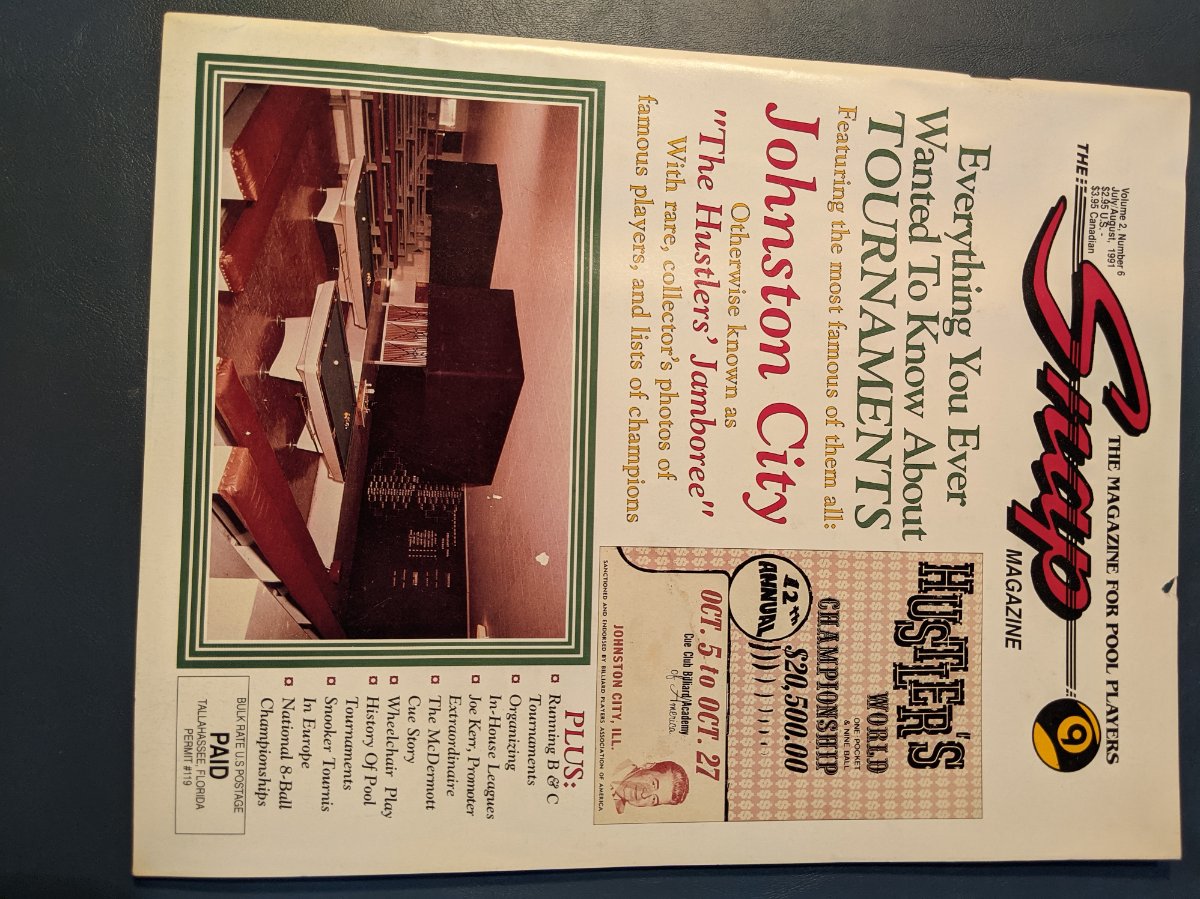 Volume 2, Number 6
July/August, 1991
$2.95 U.S. -
$3.95 Canadian
THE
THE MAGAZINE FOR POOL PLAYERS
Snap
MAGAZINE
9
Everything You Ever
Wanted To Know About
TOURNAMENTS
Featuring the most famous of them all:
Johnston City
Otherwise known as
"The Hustlers' Jamboree"
With rare, collector's photos of
famous players, and lists of champions
HUSTLER'S
WORLD
ONE-POCKET
& NINE BALL
CHAMPIONSHIP
12th
ANNUAL
$20,500.00
OCT. 5 to OCT. 27
Cue Club Billiard/Academy
of America
JOHNSTON CITY, ILL.
SANCTIONED AND ENDORSED BY BILLIARD PLAYERS ASSOCIATION OF AMERICA
PLUS:
Running B & C
Tournaments
Organizing
In-House Leagues
Joe Kerr, Promoter
Extraordinaire
The McDermott
Cue Story
Wheelchair Play
History Of Pool
Tournaments
Snooker Tournis
In Europe
National 8-Ball
Championships
BULK RATE U S POSTAGE
PAID
TALLAHASSEE, FLORIDA
PERMIT #119